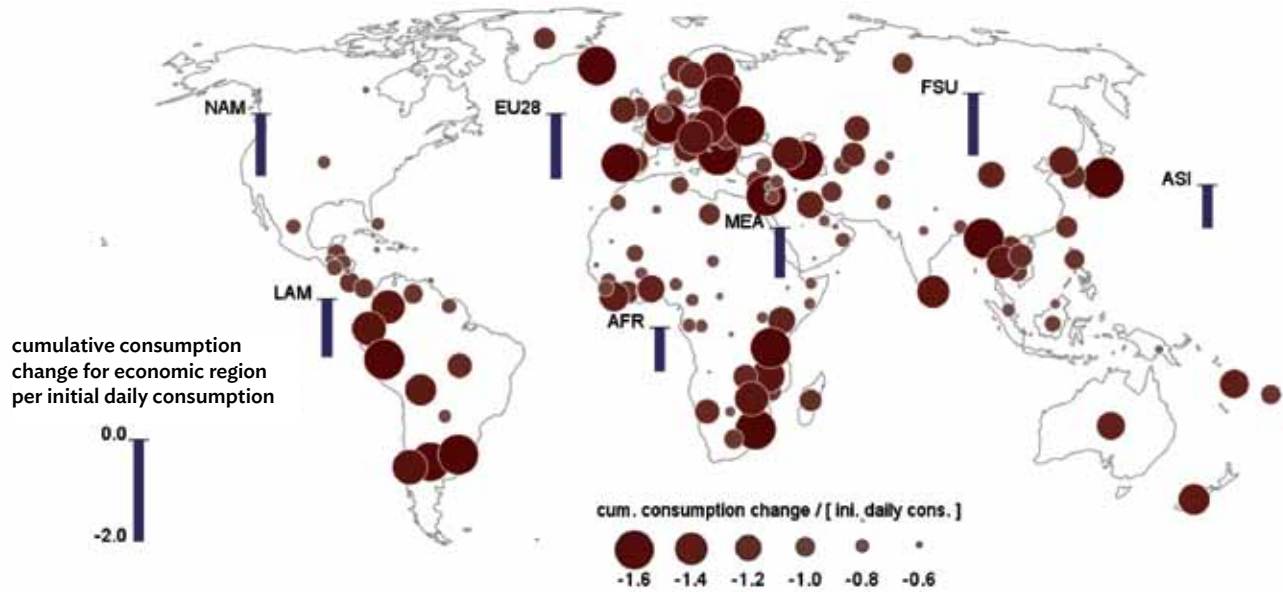 FSU
NAM
EU28
ASI
MEA
LAM
AFR
cumulative consumption
change for economic region
per initial daily consumption
0.0
-2.0
cum. consumption change / [ ini. daily cons. ]
-1.6 -1.4 -1.2 -1.0 -0.8 -0.6